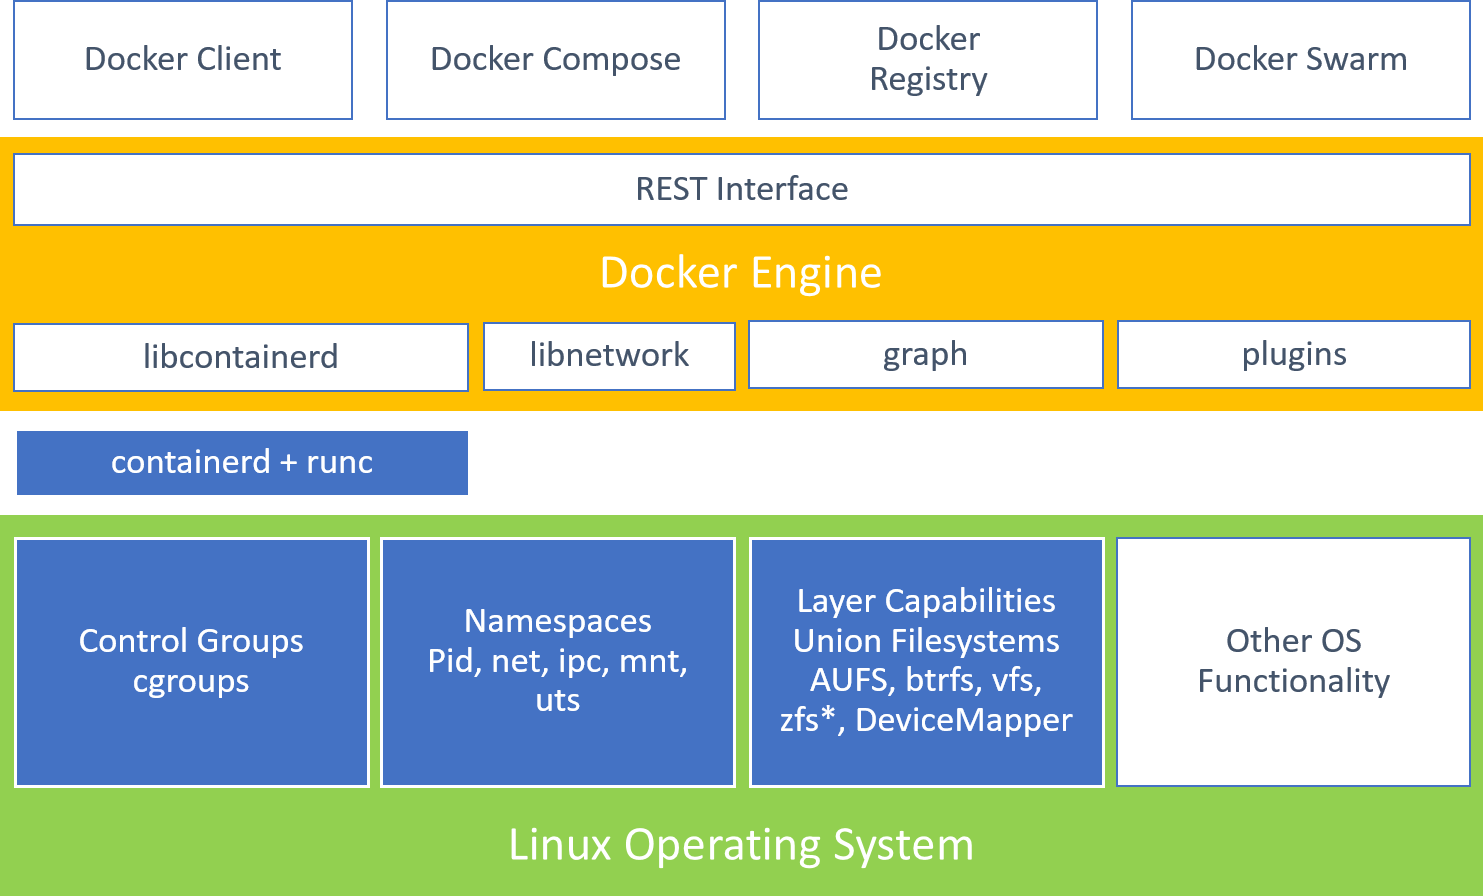 Docker Client
Docker Compose
Docker
Registry
Docker Swarm
REST Interface
Docker Engine
libcontainerd
libnetwork
graph
plugins
containerd + runc
Control Groups
cgroups
Namespaces
Pid, net, ipc, mnt,
uts
Layer Capabilities
Union Filesystems
AUFS, btrfs, vfs,
zfs*, DeviceMapper
Other OS
Functionality
Linux Operating System